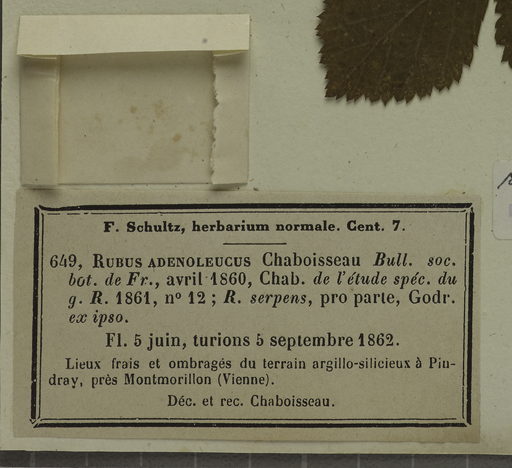 F. Schultz, herbarium normale. Cent. 7.
649, RUBUS ADENOLEUCUS Chaboisseau Bull. soc.
bot. de Fr., avril 1860, Chab. de l'étude spéc. du
g. R. 1861, nº 12 ; R. serpens, pro parte, Godr.
ex ipso.
Fl. 5 juin, turions 5 septembre 1862.
Lieux frais et ombragés du terrain argillo-silicieux à Pin-
dray, près Montmorillon (Vienne).
Déc. et rec. Chaboisseau.